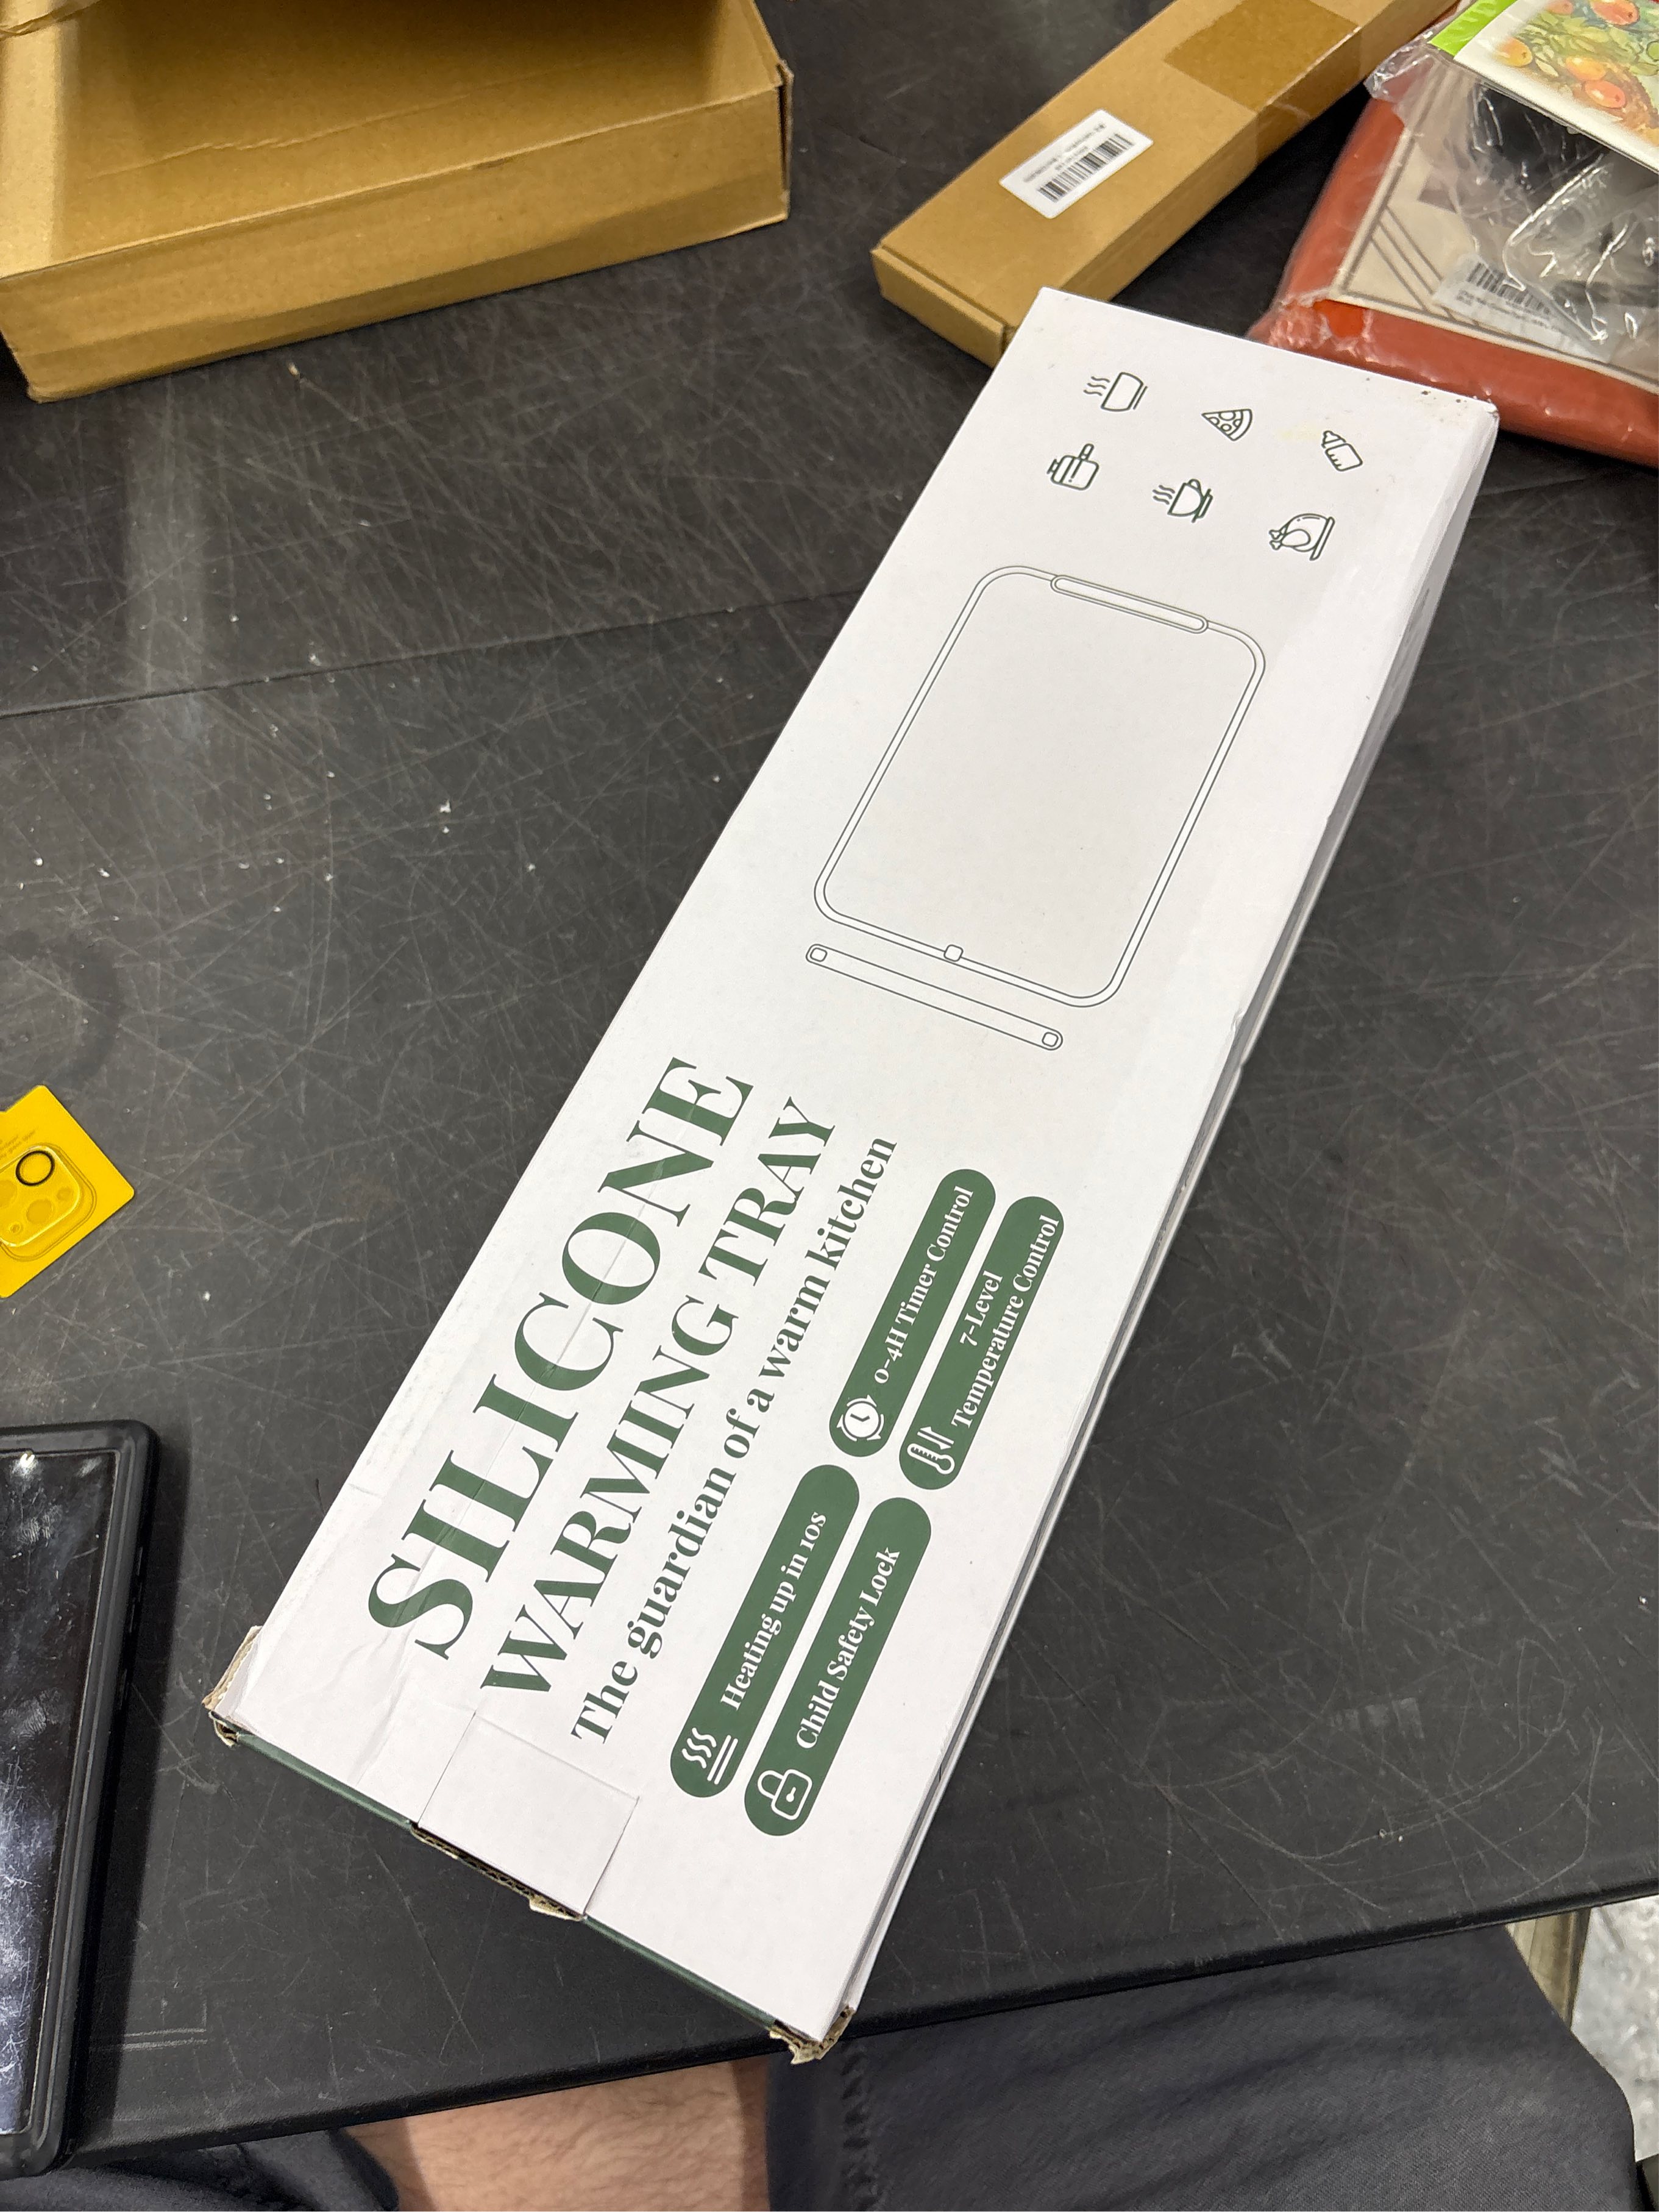 SILICONE
WARMING TRAY
The guardian of a warm kitchen
Heating up in 10s
0-4H Timer Control
Child Safety Lock
7-Level
Temperature Control